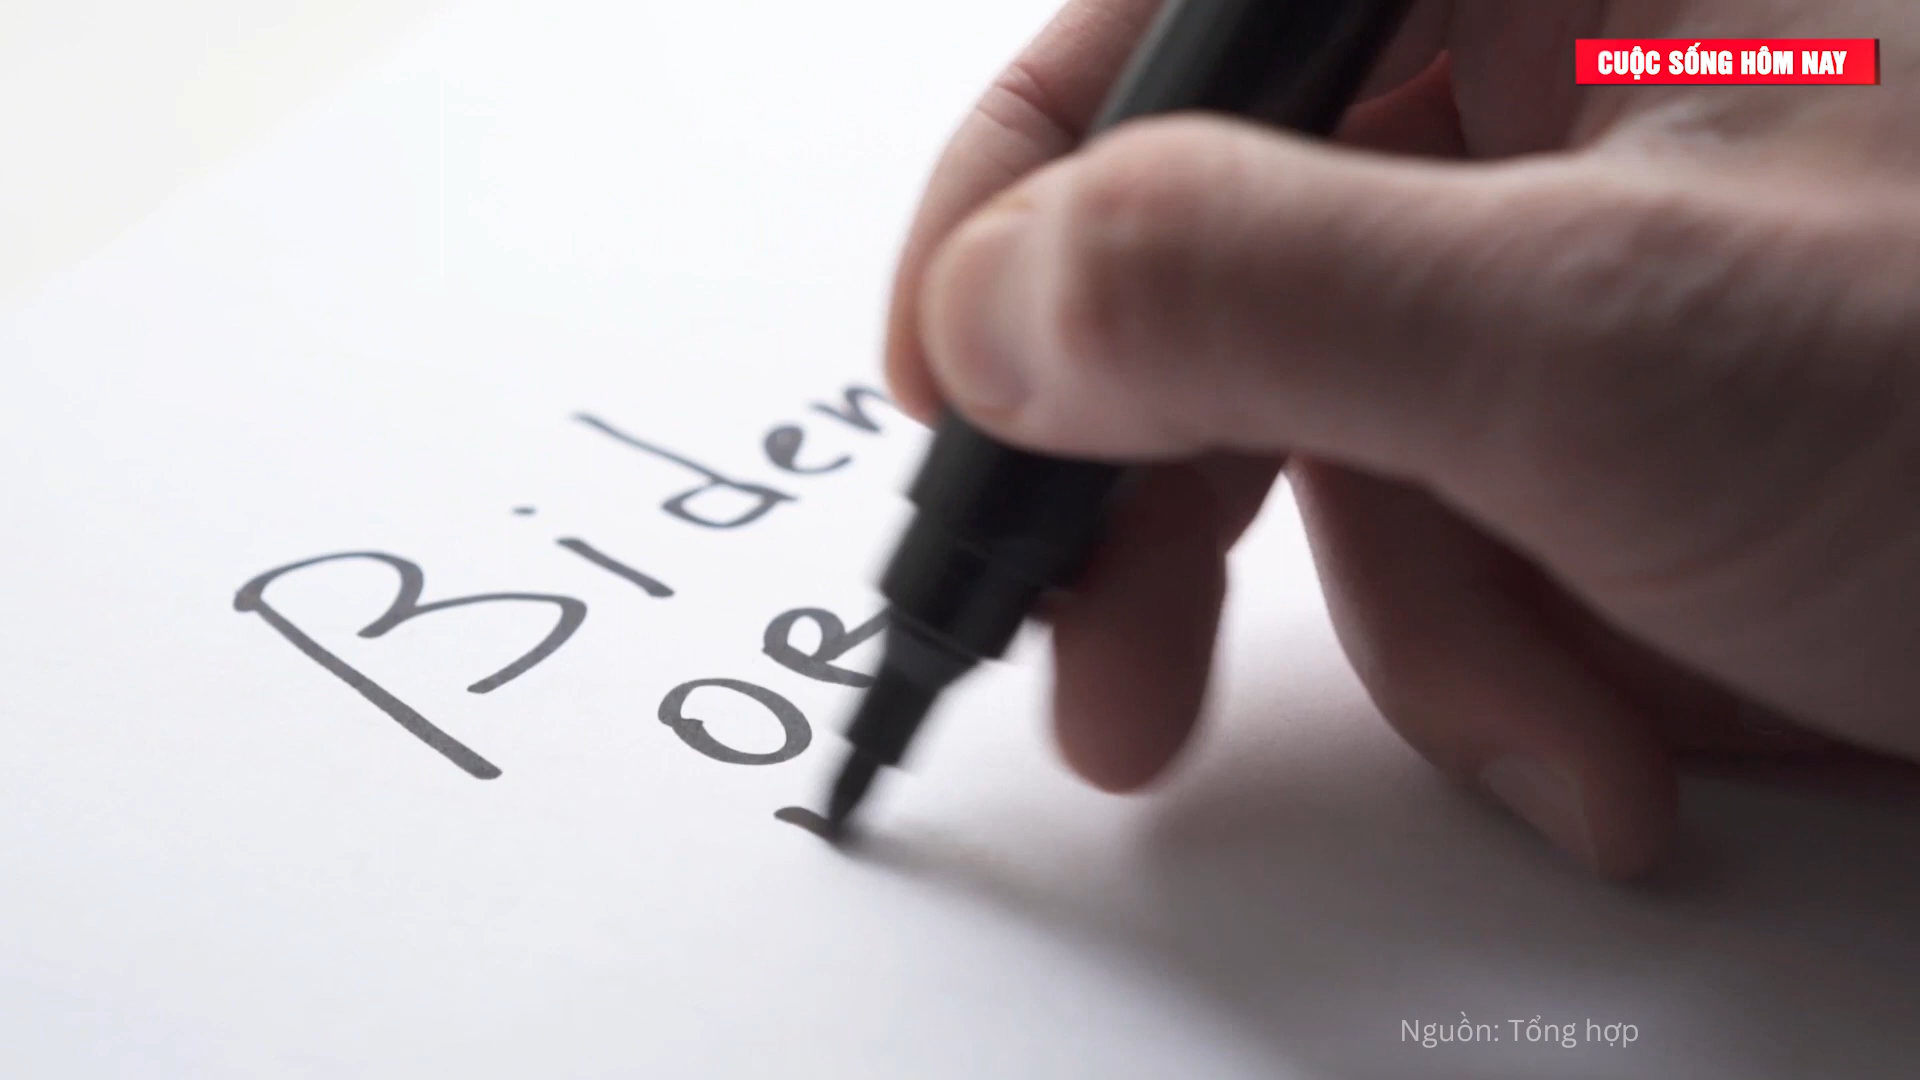 CUỘC SỐNG HÔM NAY
Biden
OR
Nguồn: Tổng hợp